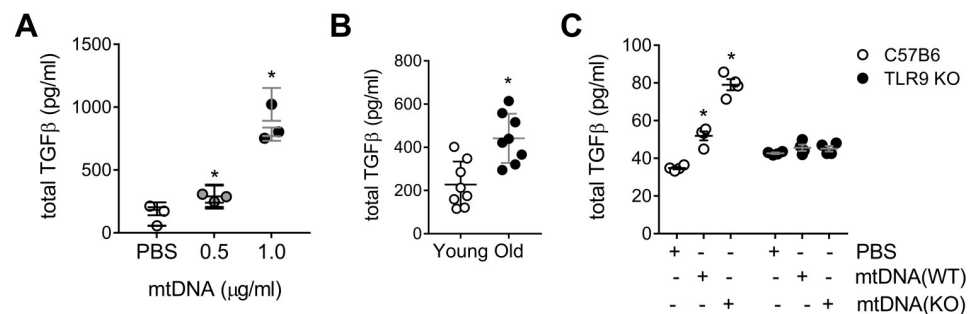 A
total TGFβ (pg/ml)
1500
1000
500
0
*
*
PBS 0.5 1.0
mtDNA (μg/ml)
B
total TGFβ (pg/ml)
800
600
400
200
0
*
Young Old
C
total TGFβ (pg/ml)
100
80
60
40
20
0
*
*
C57B6
TLR9 KO
+ - - + - - PBS
- + - - + - mtDNA(WT)
- - + - - + mtDNA(KO)